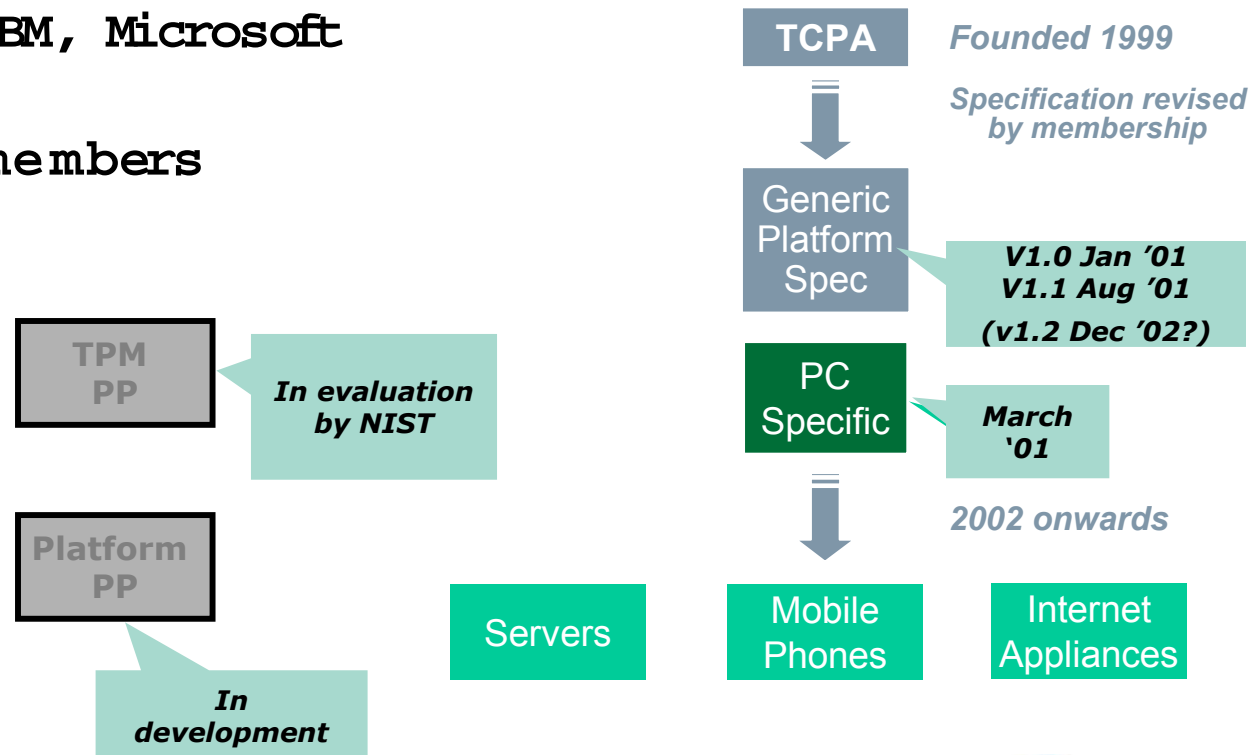 BM, Microsoft
members
TCPA
Founded 1999
Specification revised
by membership
Generic
Platform
Spec
V1.0 Jan ’01
V1.1 Aug ’01
(v1.2 Dec ’02?)
TPM
PP
In evaluation
by NIST
PC
Specific
March
‘01
2002 onwards
Platform
PP
In
development
Servers
Mobile
Phones
Internet
Appliances